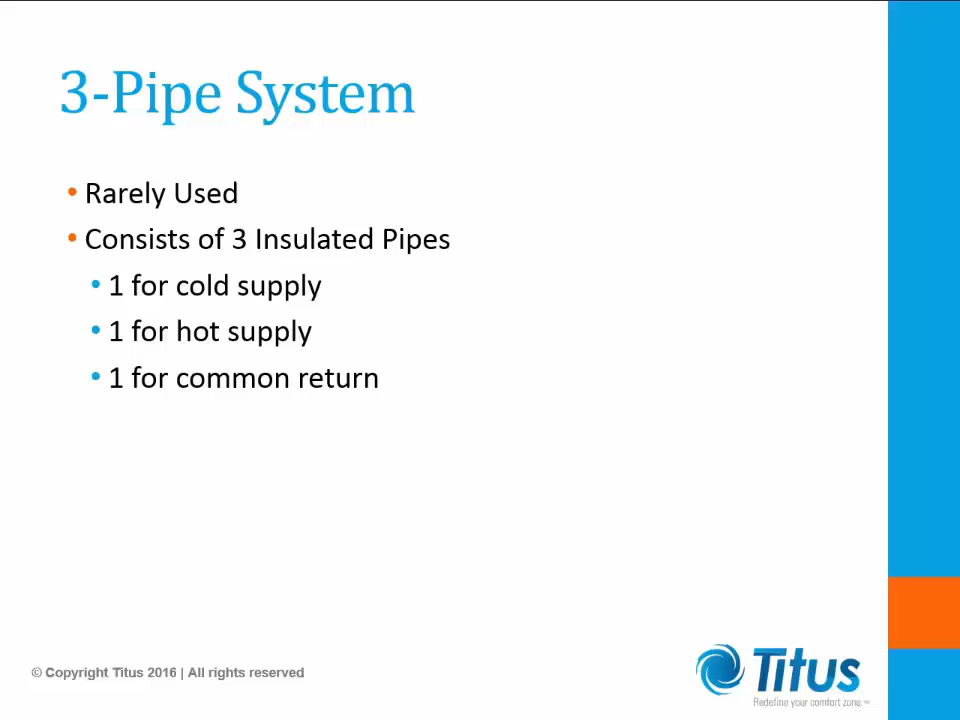 3-Pipe System
• Rarely Used
• Consists of 3 Insulated Pipes
• 1 for cold supply
• 1 for hot supply
• 1 for common return
© Copyright Titus 2016 | All rights reserved
Titus
Redefine your comfort zone.™